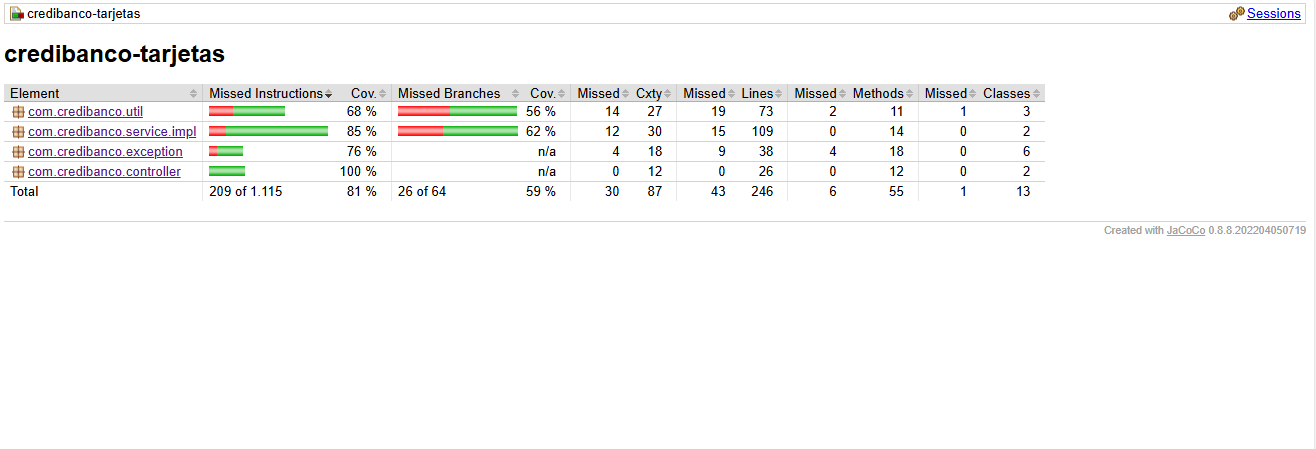 credibanco-tarjetas Sessions
credibanco-tarjetas
Element Missed Instructions Cov. Missed Branches Cov. Missed Cxty Missed Lines Missed Methods Missed Classes
com.credibanco.util 68 % 56 % 14 27 19 73 2 11 1 3
com.credibanco.service.impl 85 % 62 % 12 30 15 109 0 14 0 2
com.credibanco.exception 76 % n/a 4 18 9 38 4 18 0 6
com.credibanco.controller 100 % n/a 0 12 0 26 0 12 0 2
Total 209 of 1.115 81 % 26 of 64 59 % 30 87 43 246 6 55 1 13
Created with JaCoCo 0.8.8.202204050719